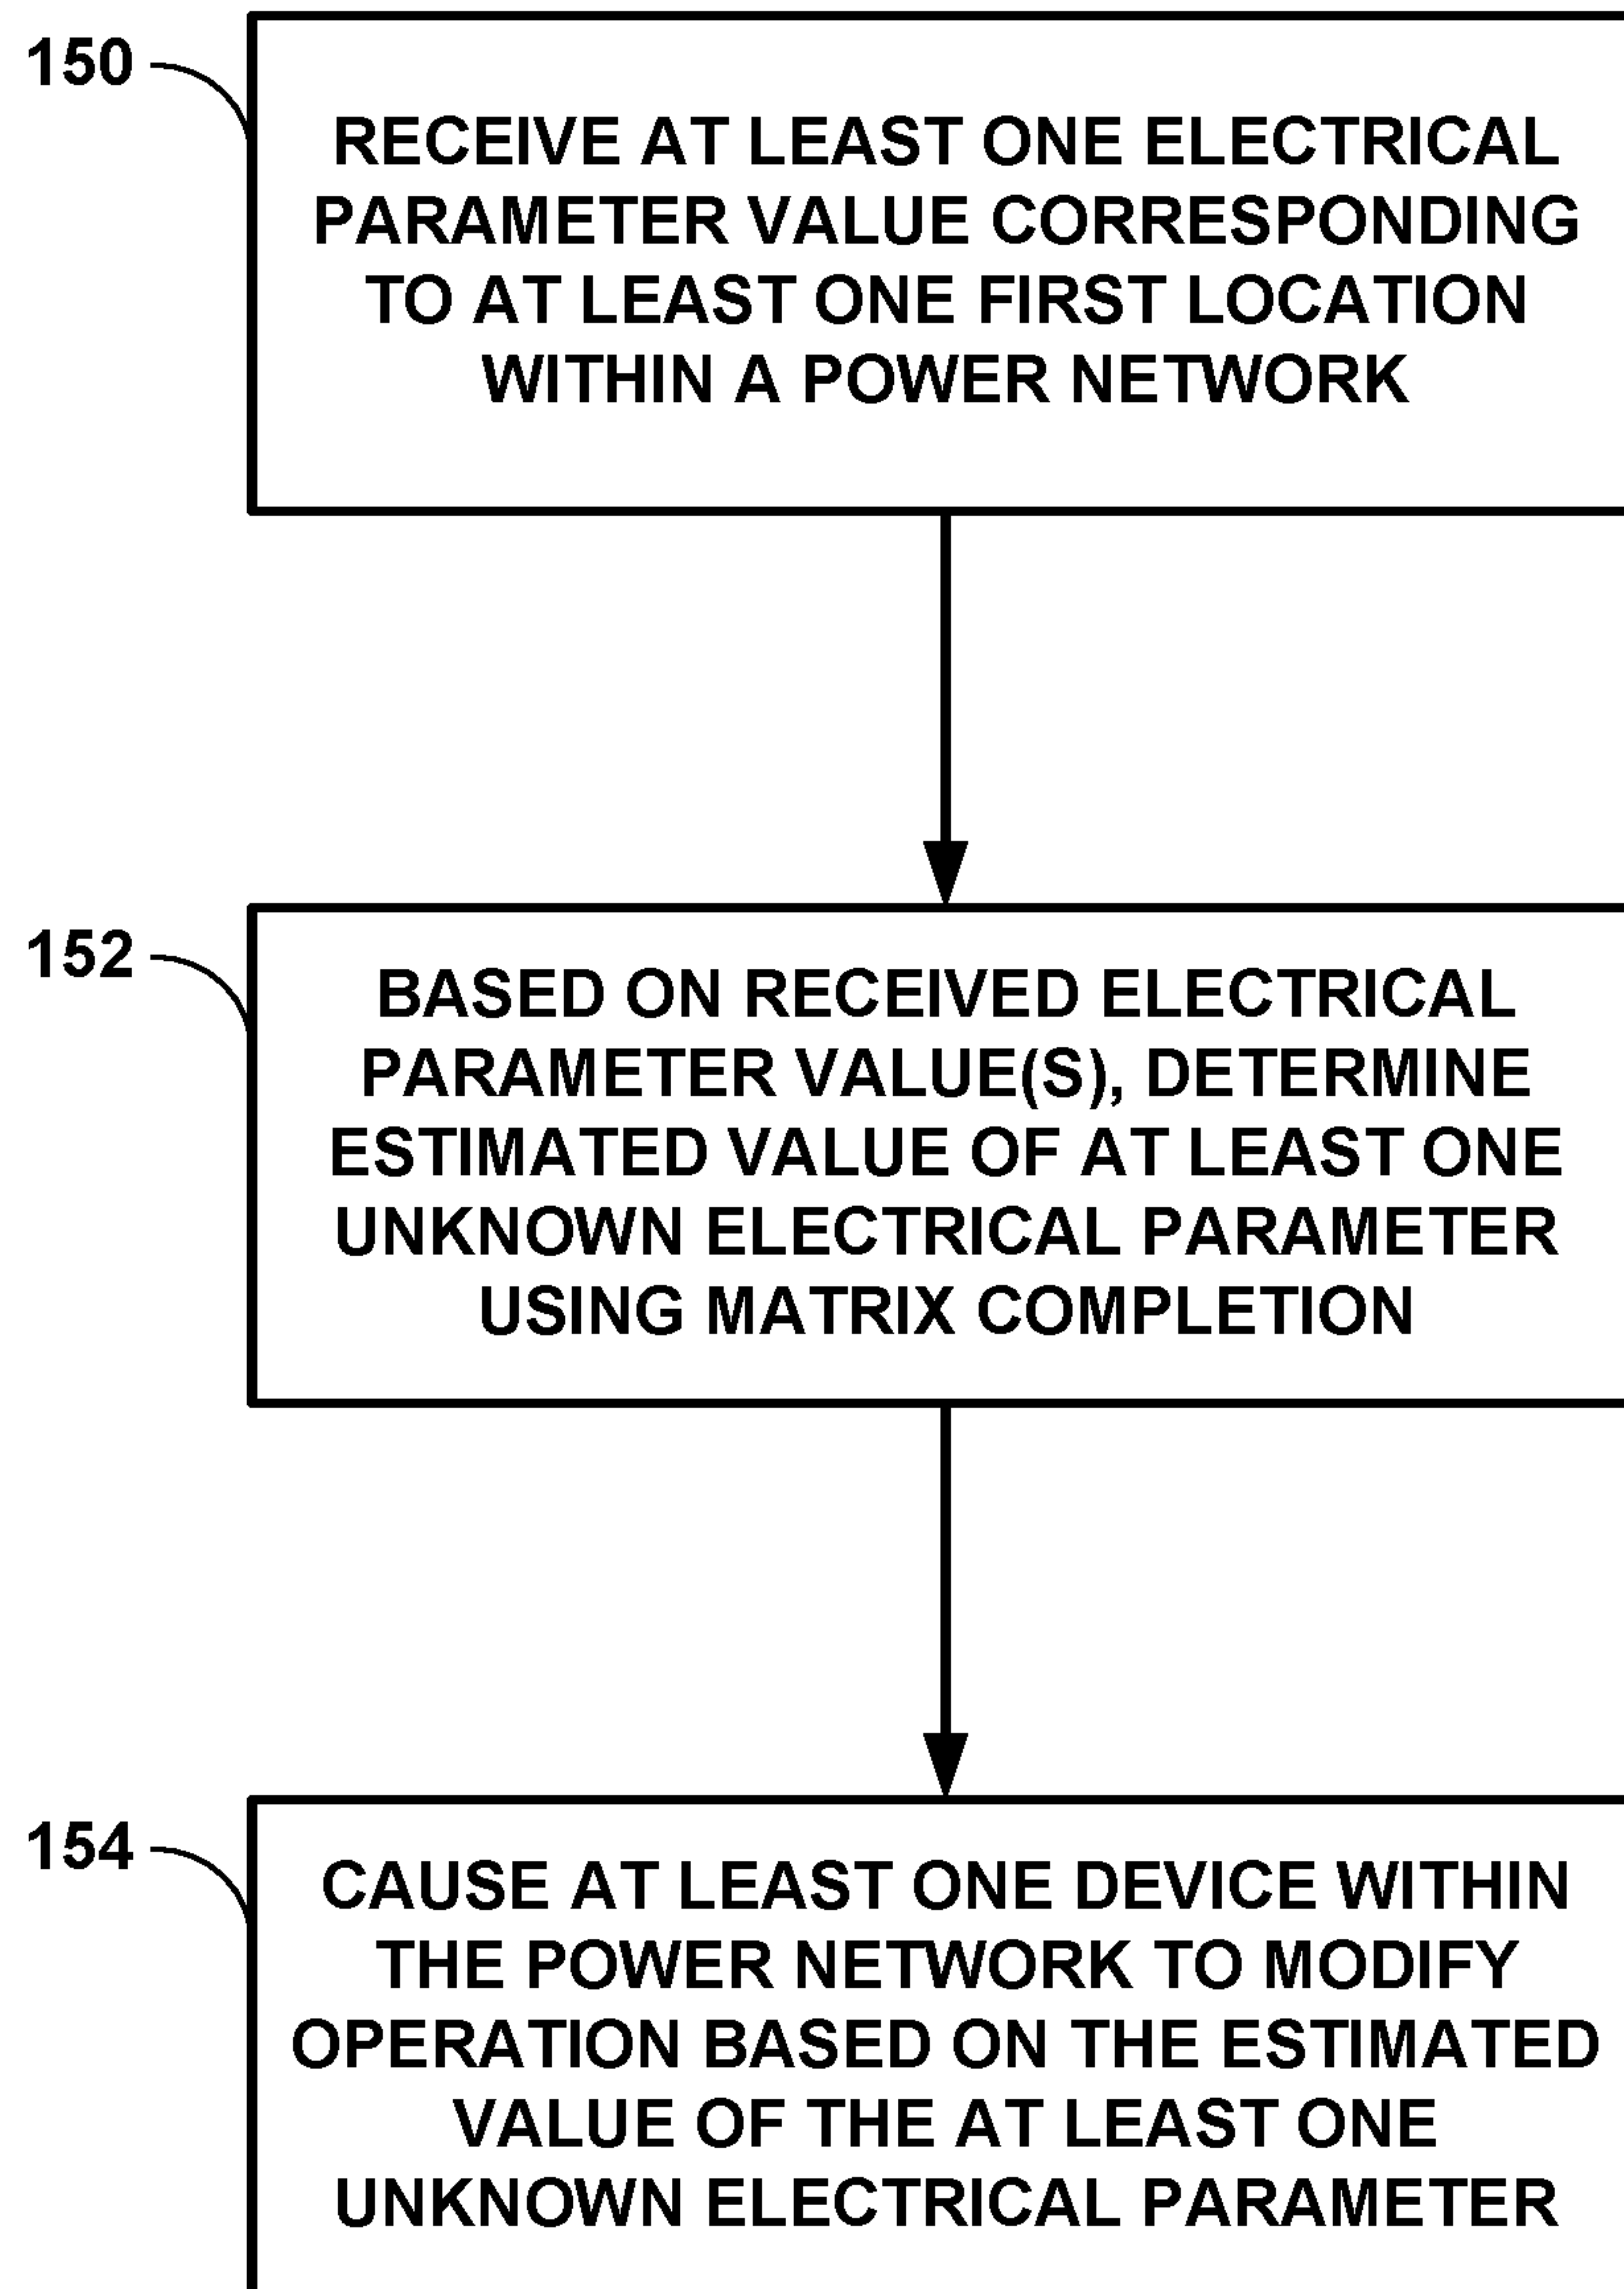 150
RECEIVE AT LEAST ONE ELECTRICAL
PARAMETER VALUE CORRESPONDING
TO AT LEAST ONE FIRST LOCATION
WITHIN A POWER NETWORK
152
BASED ON RECEIVED ELECTRICAL
PARAMETER VALUE(S), DETERMINE
ESTIMATED VALUE OF AT LEAST ONE
UNKNOWN ELECTRICAL PARAMETER
USING MATRIX COMPLETION
154
CAUSE AT LEAST ONE DEVICE WITHIN
THE POWER NETWORK TO MODIFY
OPERATION BASED ON THE ESTIMATED
VALUE OF THE AT LEAST ONE
UNKNOWN ELECTRICAL PARAMETER